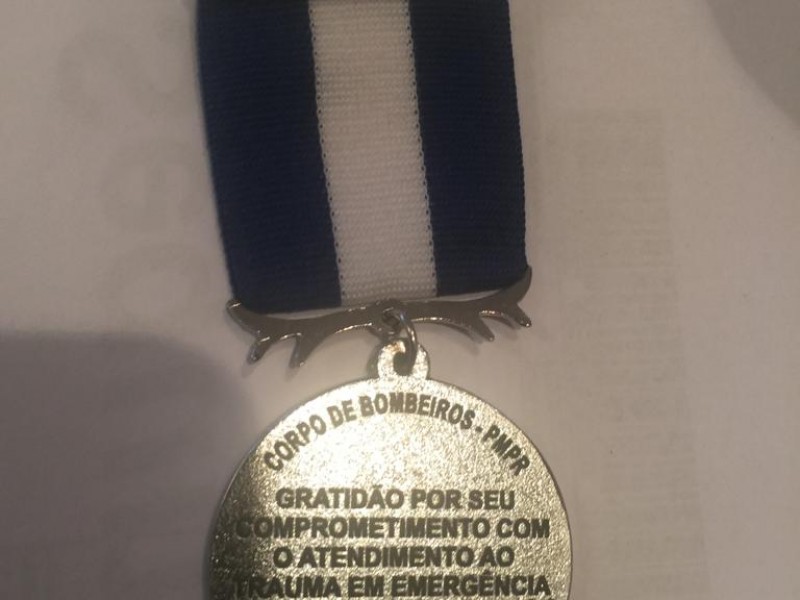 CORPO DE BOMBEIROS - PMPR
GRATIDÃO POR SEU
COMPROMETIMENTO COM
O ATENDIMENTO AO
TRAUMA EM EMERGÊNCIA